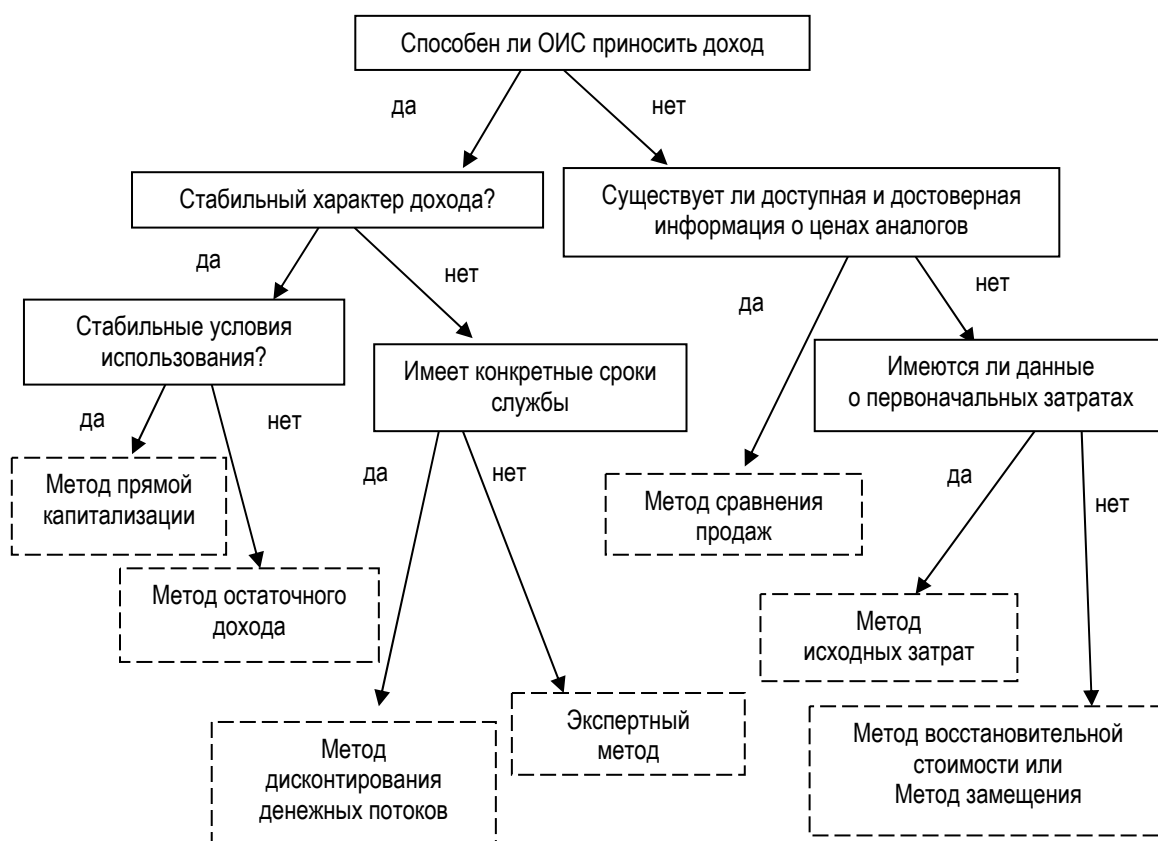 Способен ли ОИС приносить доход
да
нет
Стабильный характер дохода?
Существует ли доступная и достоверная
информация о ценах аналогов
да
нет
да
нет
Стабильные условия
использования?
Имеет конкретные сроки
службы
Имеются ли данные
о первоначальных затратах
да
нет
да
нет
да
нет
Метод прямой
капитализации
Метод сравнения
продаж
Метод остаточного
дохода
Метод
исходных затрат
Метод
дисконтирования
денежных потоков
Экспертный
метод
Метод восстановительной
стоимости или
Метод замещения